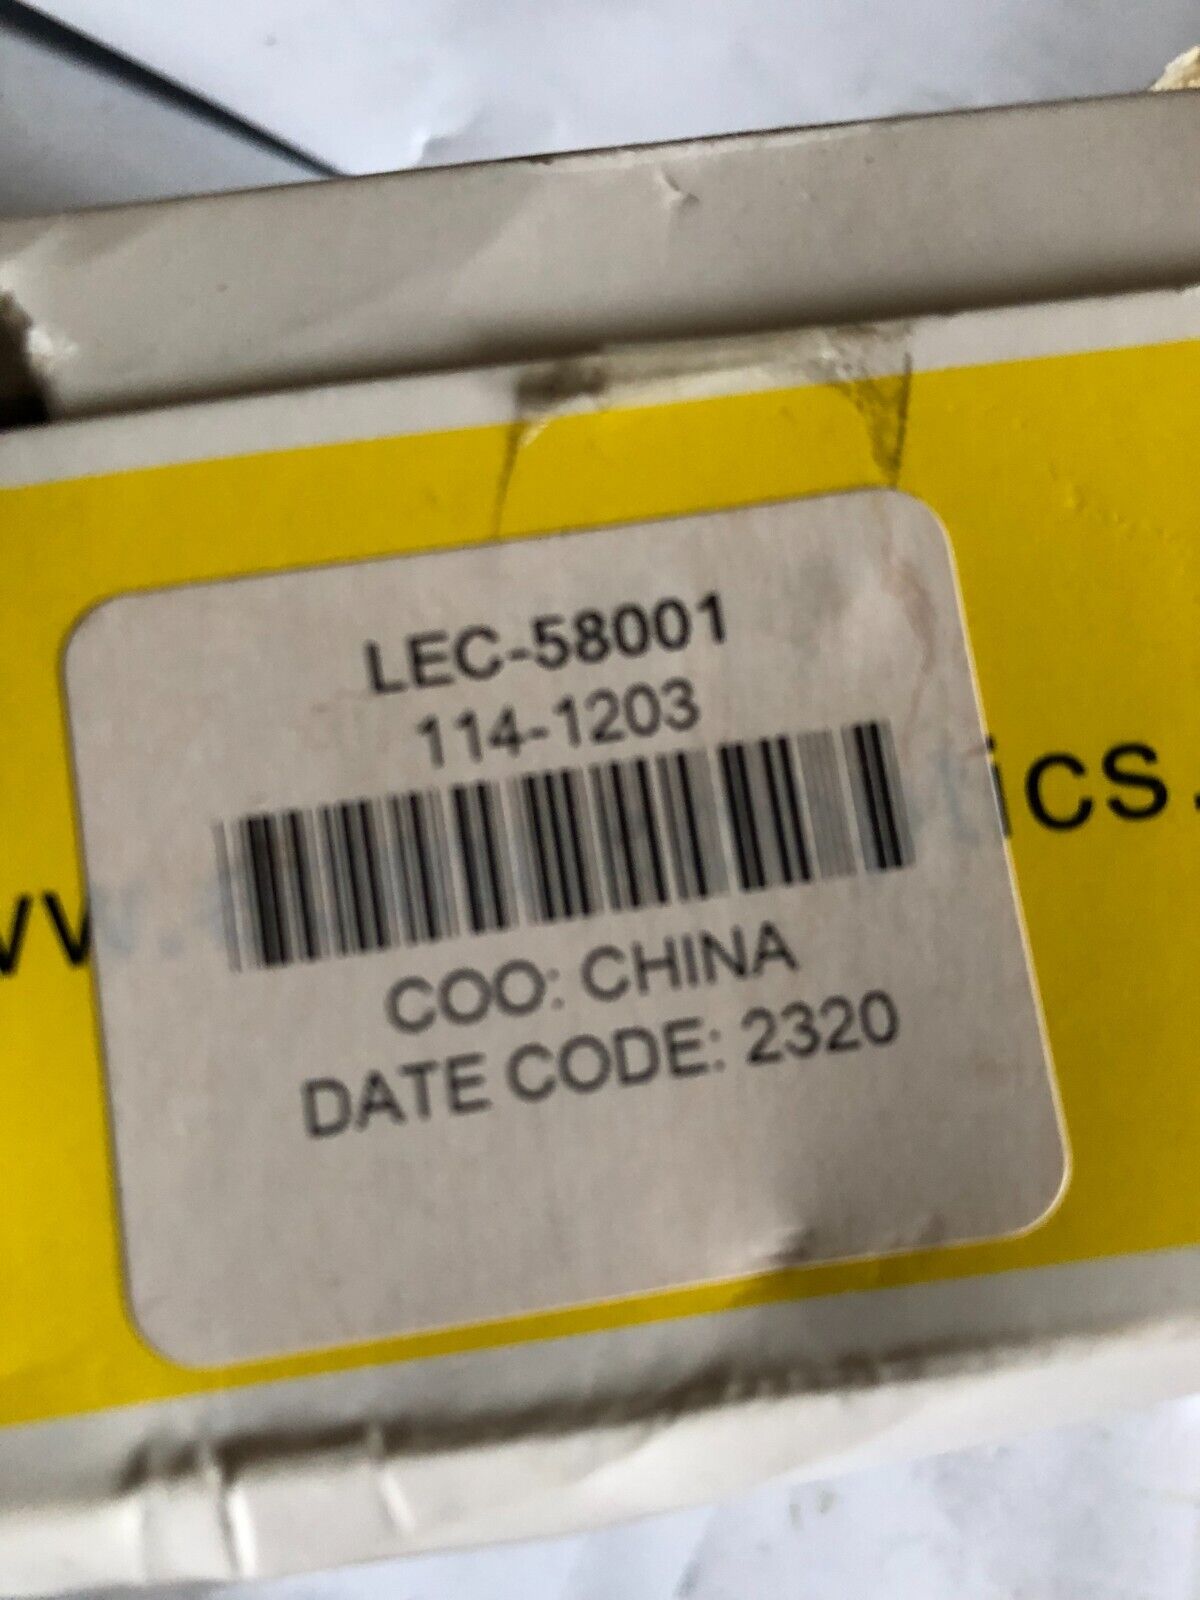 LEC-58001
114-1203
COO: CHINA
DATE CODE: 2320